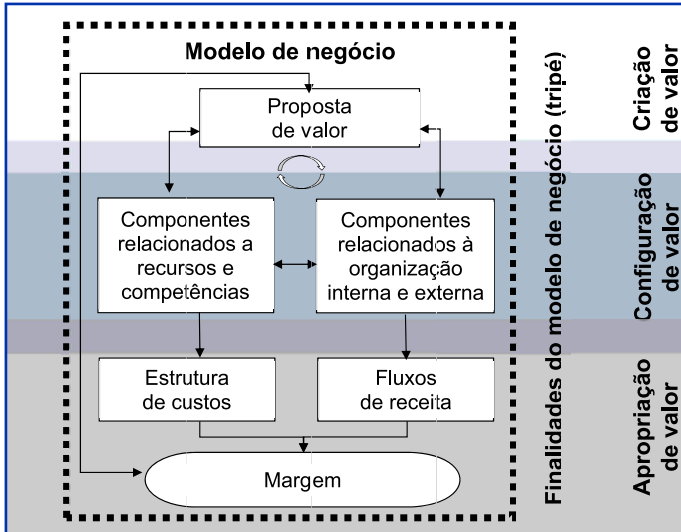 Modelo de negócio
Proposta
de valor
Componentes
relacionados a
recursos e
competências
Componentes
relacionados à
organização
interna e externa
Estrutura
de custos
Fluxos
de receita
Margem
Finalidades do modelo de negócio (tripé)
Criação
de valor
Configuração
de valor
Apropriação
de valor